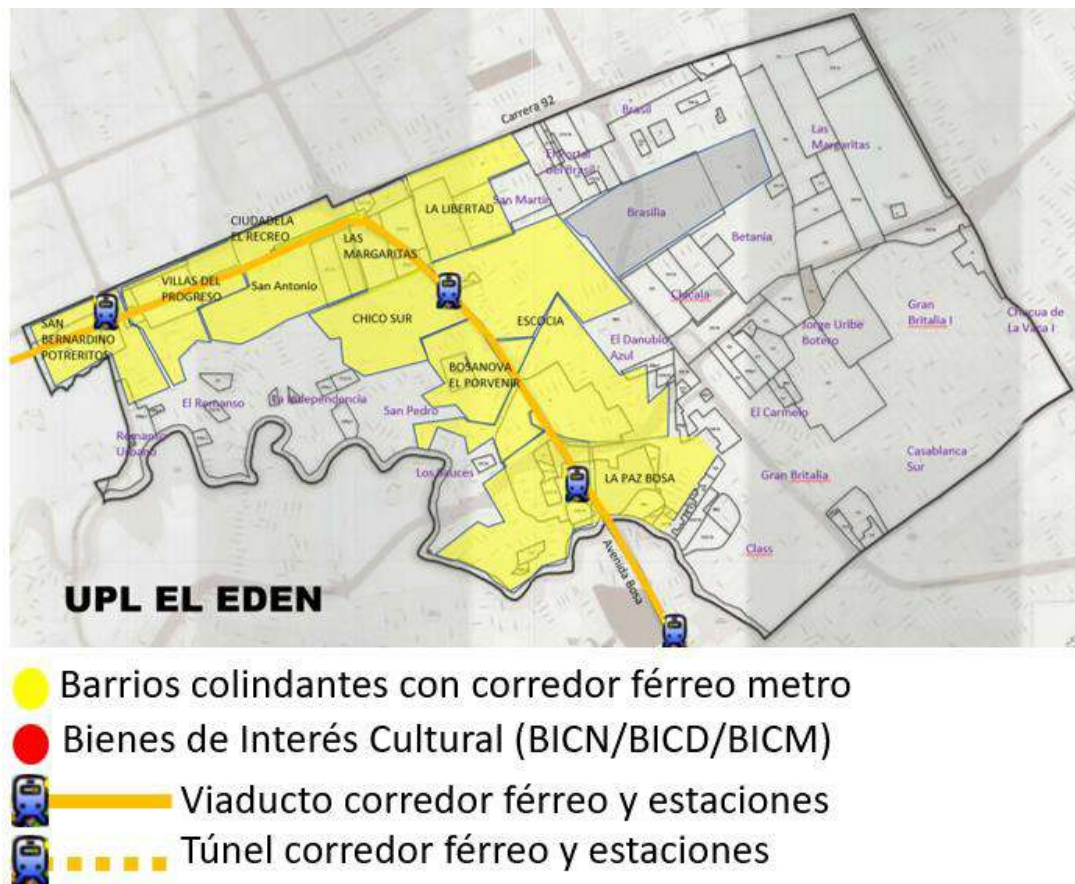 Carrera 92
Brasil
Las
Margaritas
El Portal
del Brasil
San Martin
LA LIBERTAD
Brasilia
CIUDADELA
EL RECREO
LAS
MARGARITAS
Betania
VILLAS DEL
PROGRESO
San Antonio
Clacala
CHICO SUR
ESCOCIA
Gran
Britalia I
Chucua de
La Vaca I
SAN
BERNARDINO
POTRERITOS
Jorge Uribe
Botero
El Danubio
Azul
BOSANOVA
EL PORVENIR
El Remanso
La Independencia
San Pedro
El Carmelo
Remanso
Urbano
Casablanca
Sur
Los Sauces
LA PAZ BOSA
Gran Britalia
Class
Avenida Bosa
UPL EL EDEN
Barrios colindantes con corredor férreo metro
Bienes de Interés Cultural (BICN/BICD/BICM)
Viaducto corredor férreo y estaciones
Túnel corredor férreo y estaciones